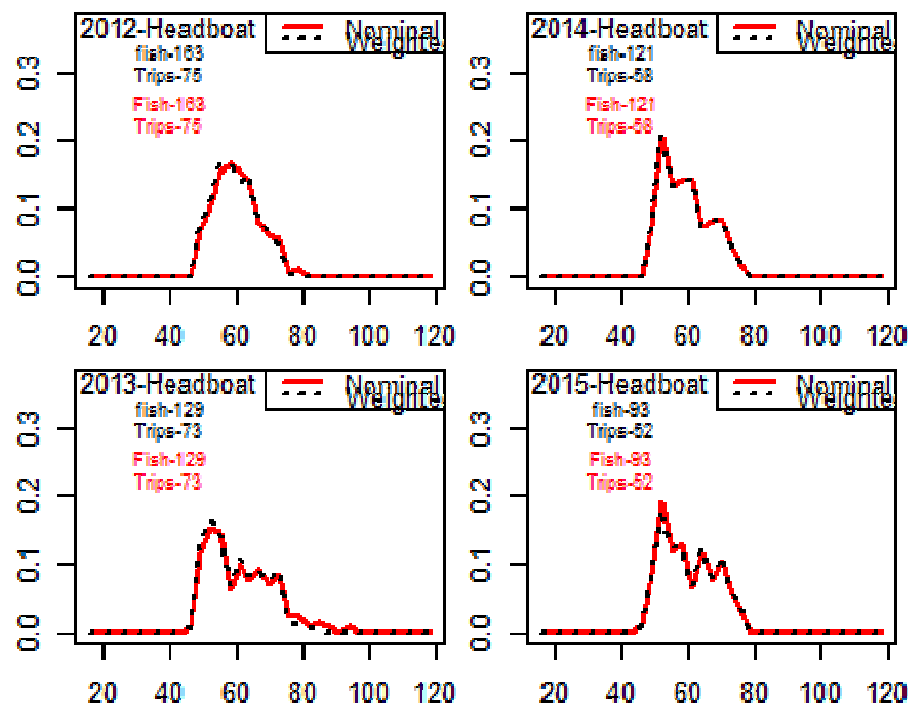 2012-Headboat
Nominal
Weighted
fish-163
Trips-75
Fish-163
Trips-75
0.3
0.2
0.1
0.0
20 40 60 80 100 120
2014-Headboat
Nominal
Weighted
fish-121
Trips-58
Fish-121
Trips-58
0.3
0.2
0.1
0.0
20 40 60 80 100 120
2013-Headboat
Nominal
Weighted
fish-129
Trips-73
Fish-129
Trips-73
0.3
0.2
0.1
0.0
20 40 60 80 100 120
2015-Headboat
Nominal
Weighted
fish-93
Trips-52
Fish-93
Trips-52
0.3
0.2
0.1
0.0
20 40 60 80 100 120